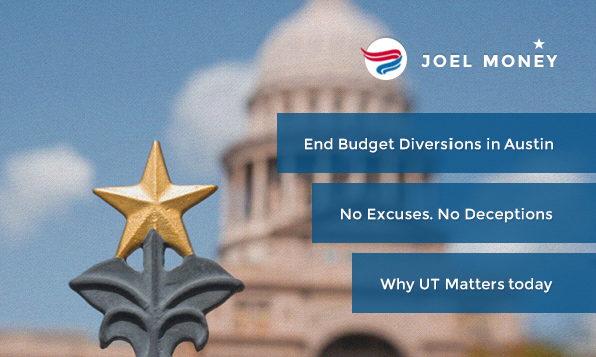 JOEL MONEY
End Budget Diversions in Austin
No Excuses. No Deceptions
Why UT Matters today